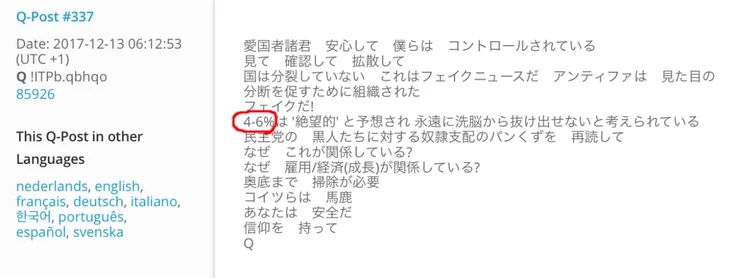 Q-Post #337
Date: 2017-12-13 06:12:53
(UTC +1)
Q !ITPb.qbhqo
85926
This Q-Post in other
Languages
nederlands, english,
français, deutsch, italiano,
한국어, português,
español, svenska
愛国者諸君　安心して　僕らは　コントロールされている
見て　確認して　拡散して
国は分裂していない　これはフェイクニュースだ　アンティファは　見た目の
分断を促すために組織された
フェイクだ!
4-6%は '絶望的' と予想され 永遠に洗脳から抜け出せないと考えられている
民主党の　黒人たちに対する奴隷支配のパンくずを　再読して
なぜ　これが関係している?
なぜ　雇用/経済(成長)が関係している?
奥底まで　掃除が必要
コイツらは　馬鹿
あなたは　安全だ
信仰を　持って
Q